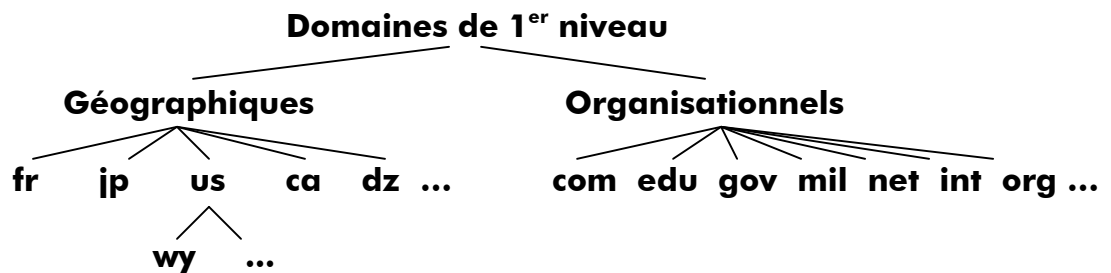 Domaines de 1er niveau
Géographiques Organisationnels
fr jp us ca dz ... com edu gov mil net int org ...
wy ...